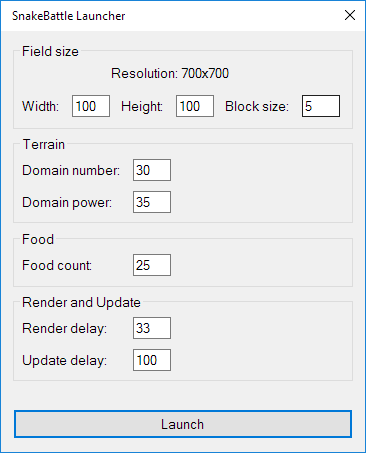 SnakeBattle Launcher
Field size
Resolution: 700x700
Width: 100 Height: 100 Block size: 5
Terrain
Domain number: 30
Domain power: 35
Food
Food count: 25
Render and Update
Render delay: 33
Update delay: 100
Launch